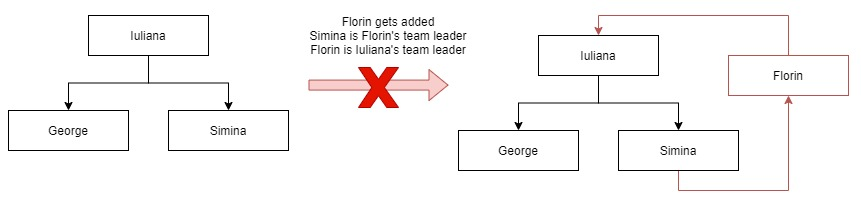 Iuliana
George
Simina
Florin gets added
Simina is Florin's team leader
Florin is Iuliana's team leader
Iuliana
Florin
George
Simina